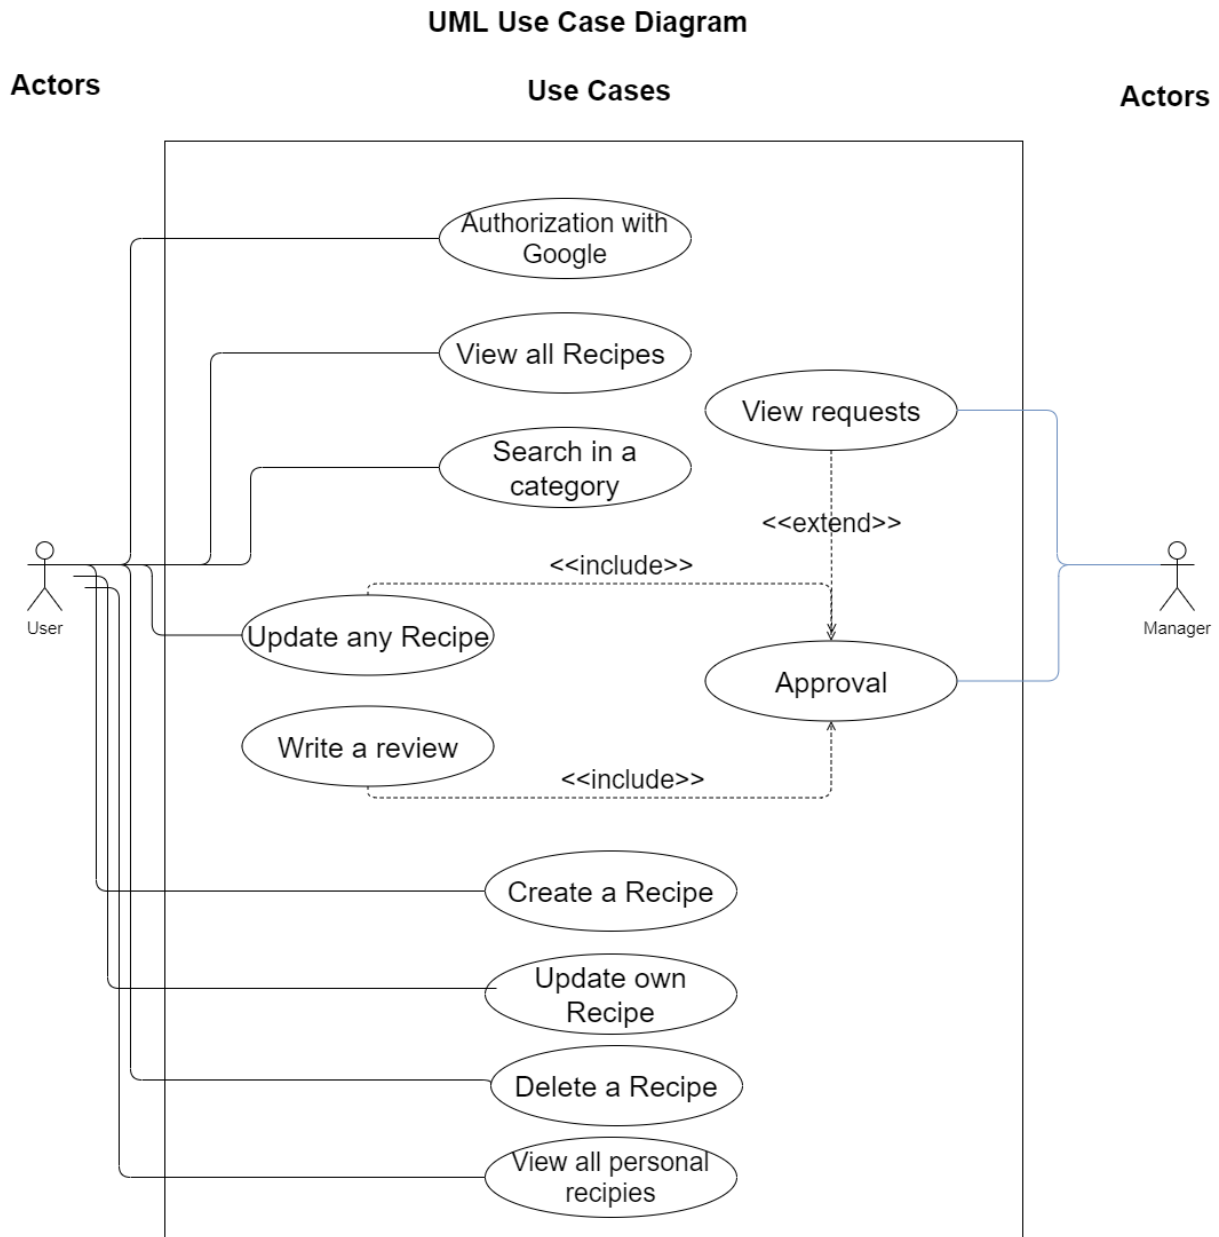 UML Use Case Diagram
Actors
Use Cases
Actors
Authorization with
Google
View all Recipes
View requests
Search in a
category
<<extend>>
<<include>>
User
Manager
Update any Recipe
Approval
Write a review
<<include>>
Create a Recipe
Update own
Recipe
Delete a Recipe
View all personal
recipies